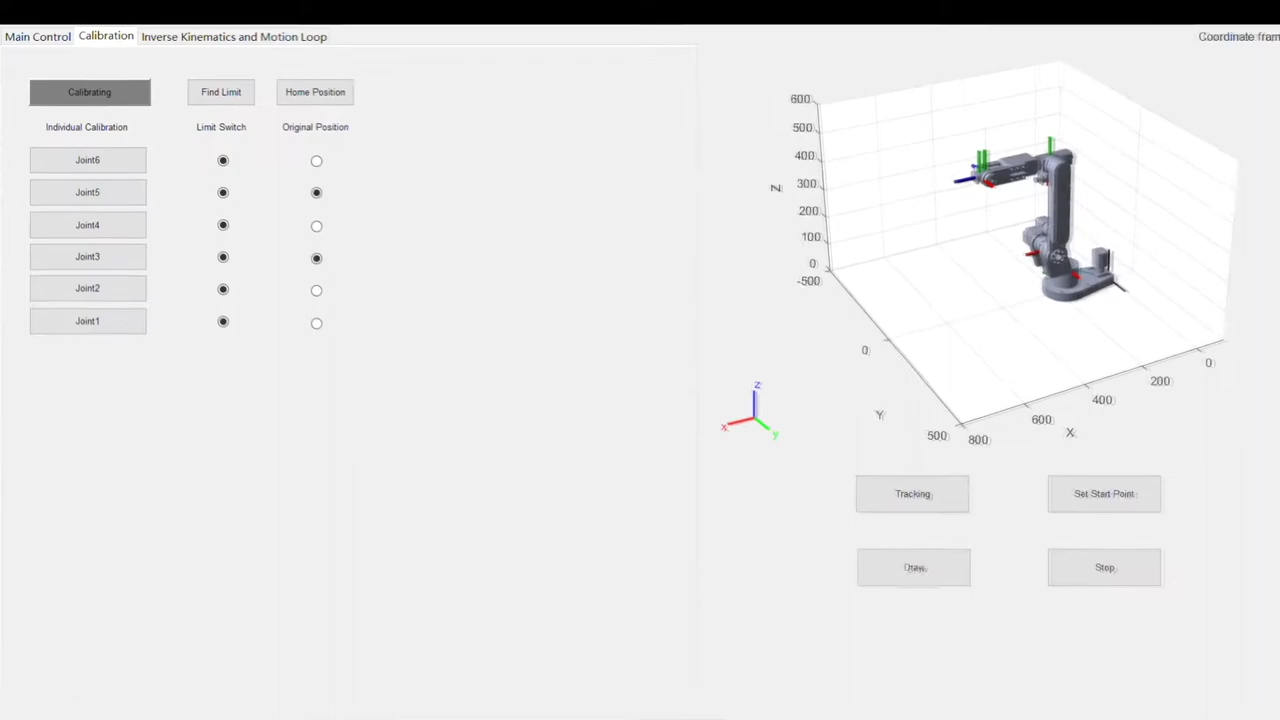 Main Control Calibration Inverse Kinematics and Motion Loop
Coordinate fram
Calibrating Find Limit Home Position
Individual Calibration Limit Switch Original Position
Joint6
Joint5
Joint4
Joint3
Joint2
Joint1
600
500
400
300
200
100
0
-500
0
500
Z
Y
X
800
600
400
200
0
z
x
y
Tracking Set Start Point
Draw Stop